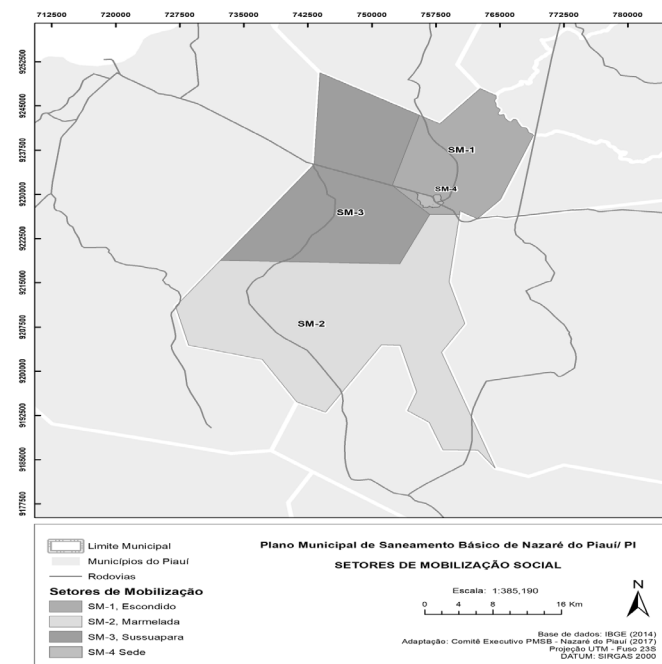 712500 720000 727500 735000 742500 750000 757500 765000 772500 780000
9252500
9245000
9237500
9230000
9222500
9215000
9207500
9200000
9192500
9185000
9177500
SM-1
SM-4
SM-3
SM-2
Limite Municipal
Municípios do Piauí
Rodovias
Setores de Mobilização
SM-1, Escondido
SM-2, Marmelada
SM-3, Sussuapara
SM-4 Sede
Plano Municipal de Saneamento Básico de Nazaré do Piauí/ PI
SETORES DE MOBILIZAÇÃO SOCIAL
Escala: 1:385,190
0 4 8 16 Km
N
Base de dados: IBGE (2014)
Adaptação: Comitê Executivo PMSB - Nazaré do Piauí (2017)
Projeção UTM - Fuso 23S
DATUM: SIRGAS 2000